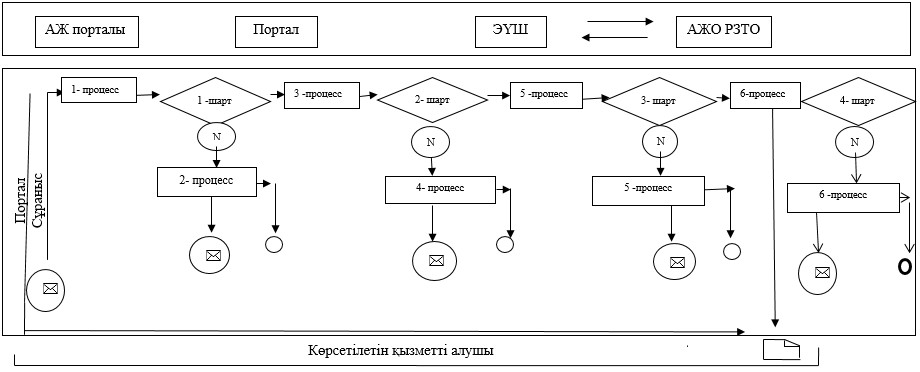 АЖ порталы
Портал
ЭҮШ
АЖО РЗТО
1- процесс
1 -шарт
3 -процесс
2- шарт
5 -процесс
3- шарт
6-процесс
4- шарт
N
N
N
N
2- процесс
4- процесс
5 -процесс
6 -процесс
Портал
Сұраныс
Көрсетілетін қызметті алушы